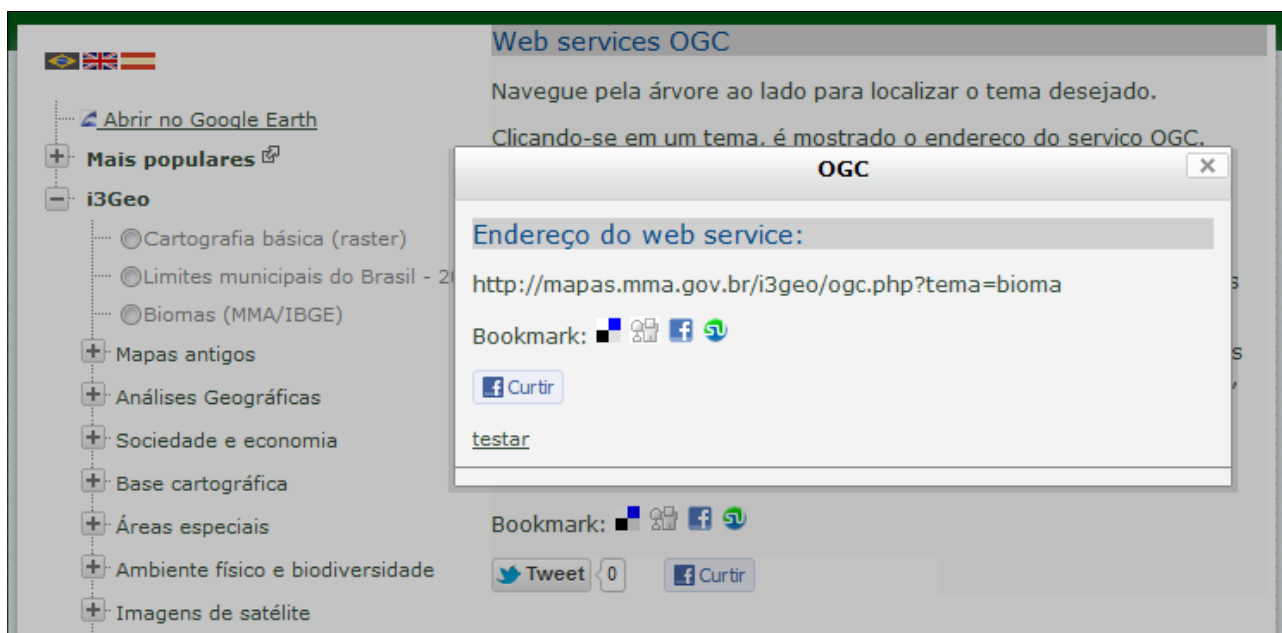 Abrir no Google Earth
Mais populares
i3Geo
Cartografia básica (raster)
Limites municipais do Brasil -
Biomas (MMA/IBGE)
Mapas antigos
Análises Geográficas
Sociedade e economia
Base cartográfica
Áreas especiais
Ambiente físico e biodiversidade
Imagens de satélite
Web services OGC
Navegue pela árvore ao lado para localizar o tema desejado.
Clicando-se em um tema, é mostrado o endereço do serviço OGC.
OGC
Endereço do web service:
http://mapas.mma.gov.br/i3geo/ogc.php?tema=bioma
Bookmark:
Curtir
testar
Bookmark:
Tweet 0 Curtir